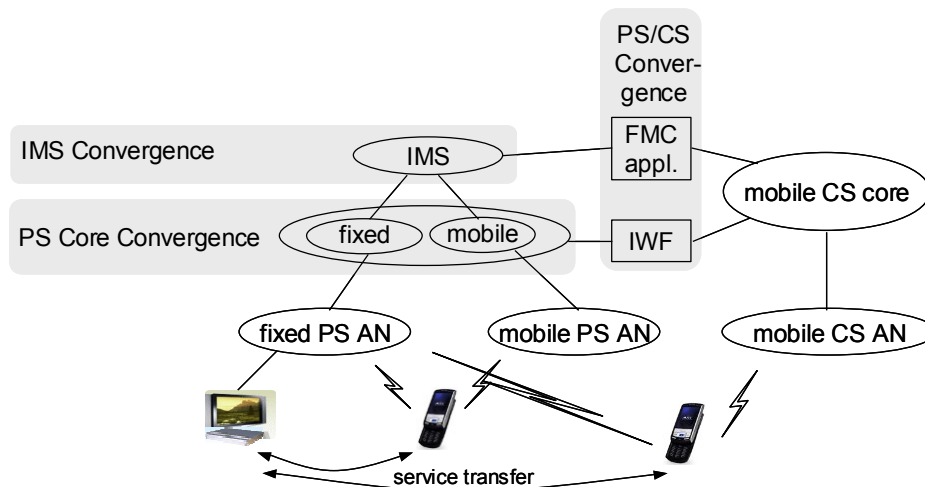 PS/CS
Conver-
gence
IMS Convergence
IMS
FMC
appl.
mobile CS core
PS Core Convergence
fixed
mobile
IWF
fixed PS AN
mobile PS AN
mobile CS AN
service transfer